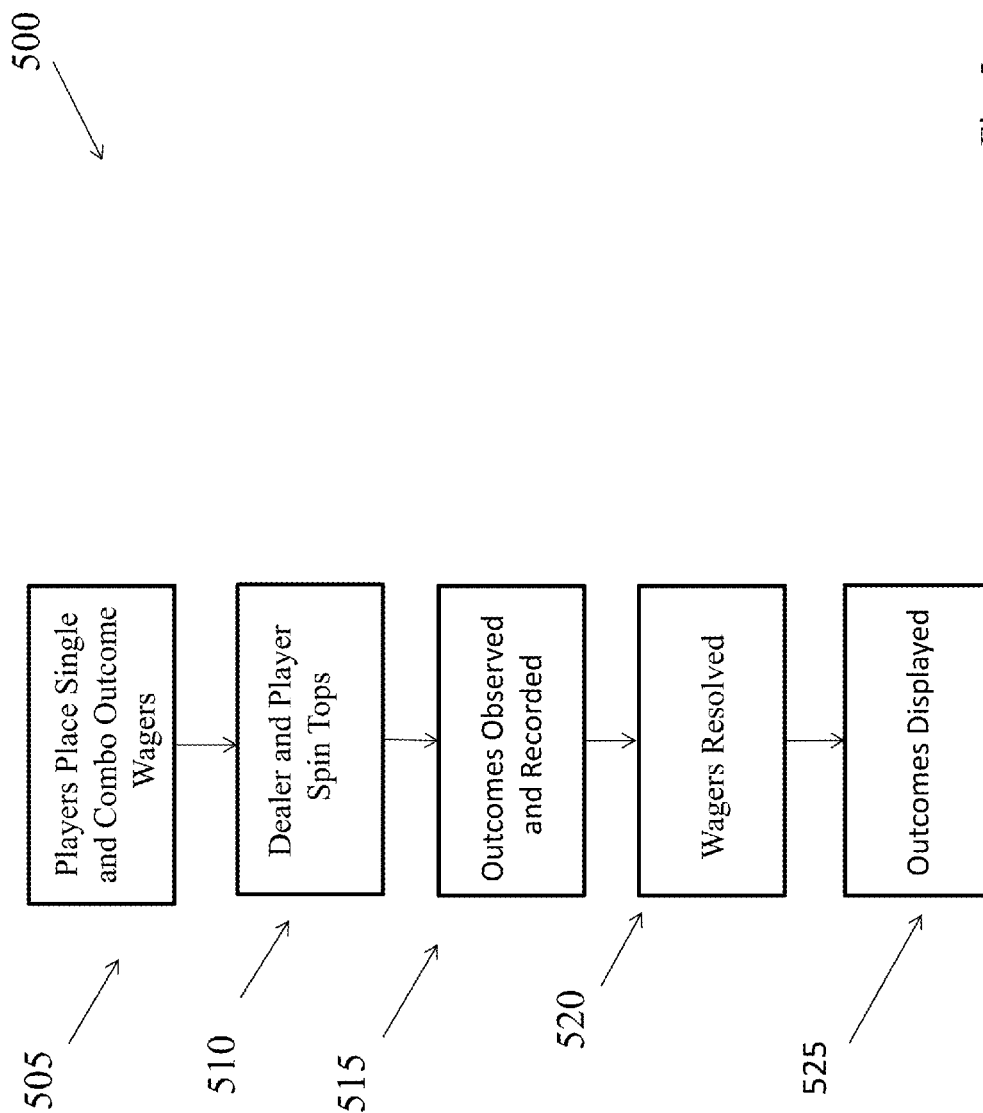 500
505
Players Place Single
and Combo Outcome
Wagers
510
Dealer and Player
Spin Tops
515
Outcomes Observed
and Recorded
520
Wagers Resolved
525
Outcomes Displayed